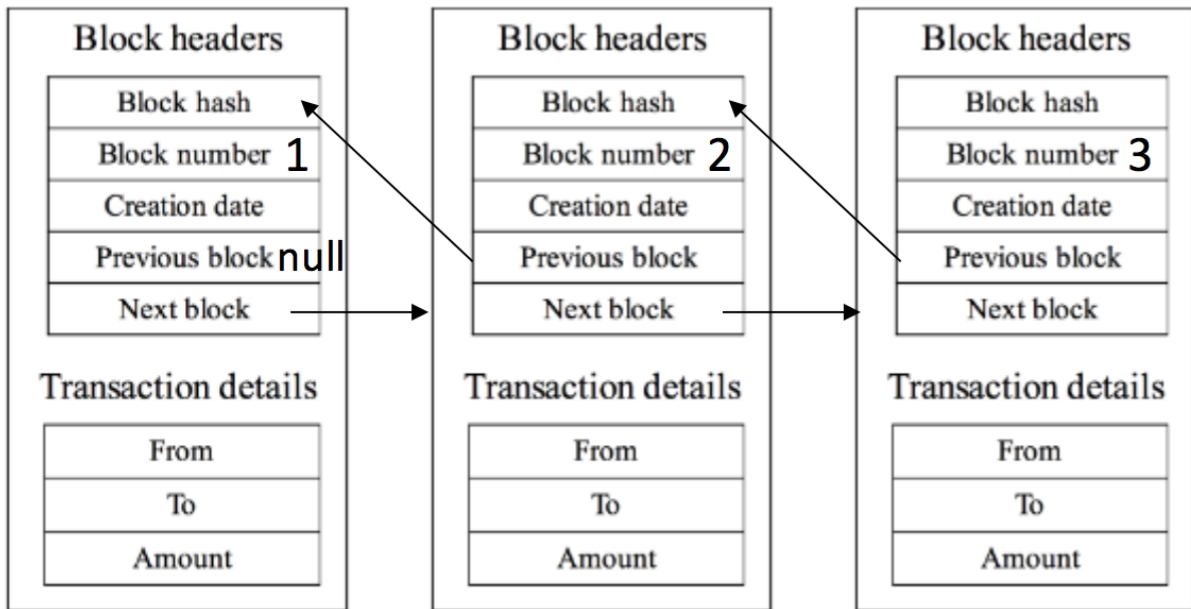 Block headers
Block hash
Block number 1
Creation date
Previous block null
Next block
Transaction details
From
To
Amount
Block headers
Block hash
Block number 2
Creation date
Previous block
Next block
Transaction details
From
To
Amount
Block headers
Block hash
Block number 3
Creation date
Previous block
Next block
Transaction details
From
To
Amount